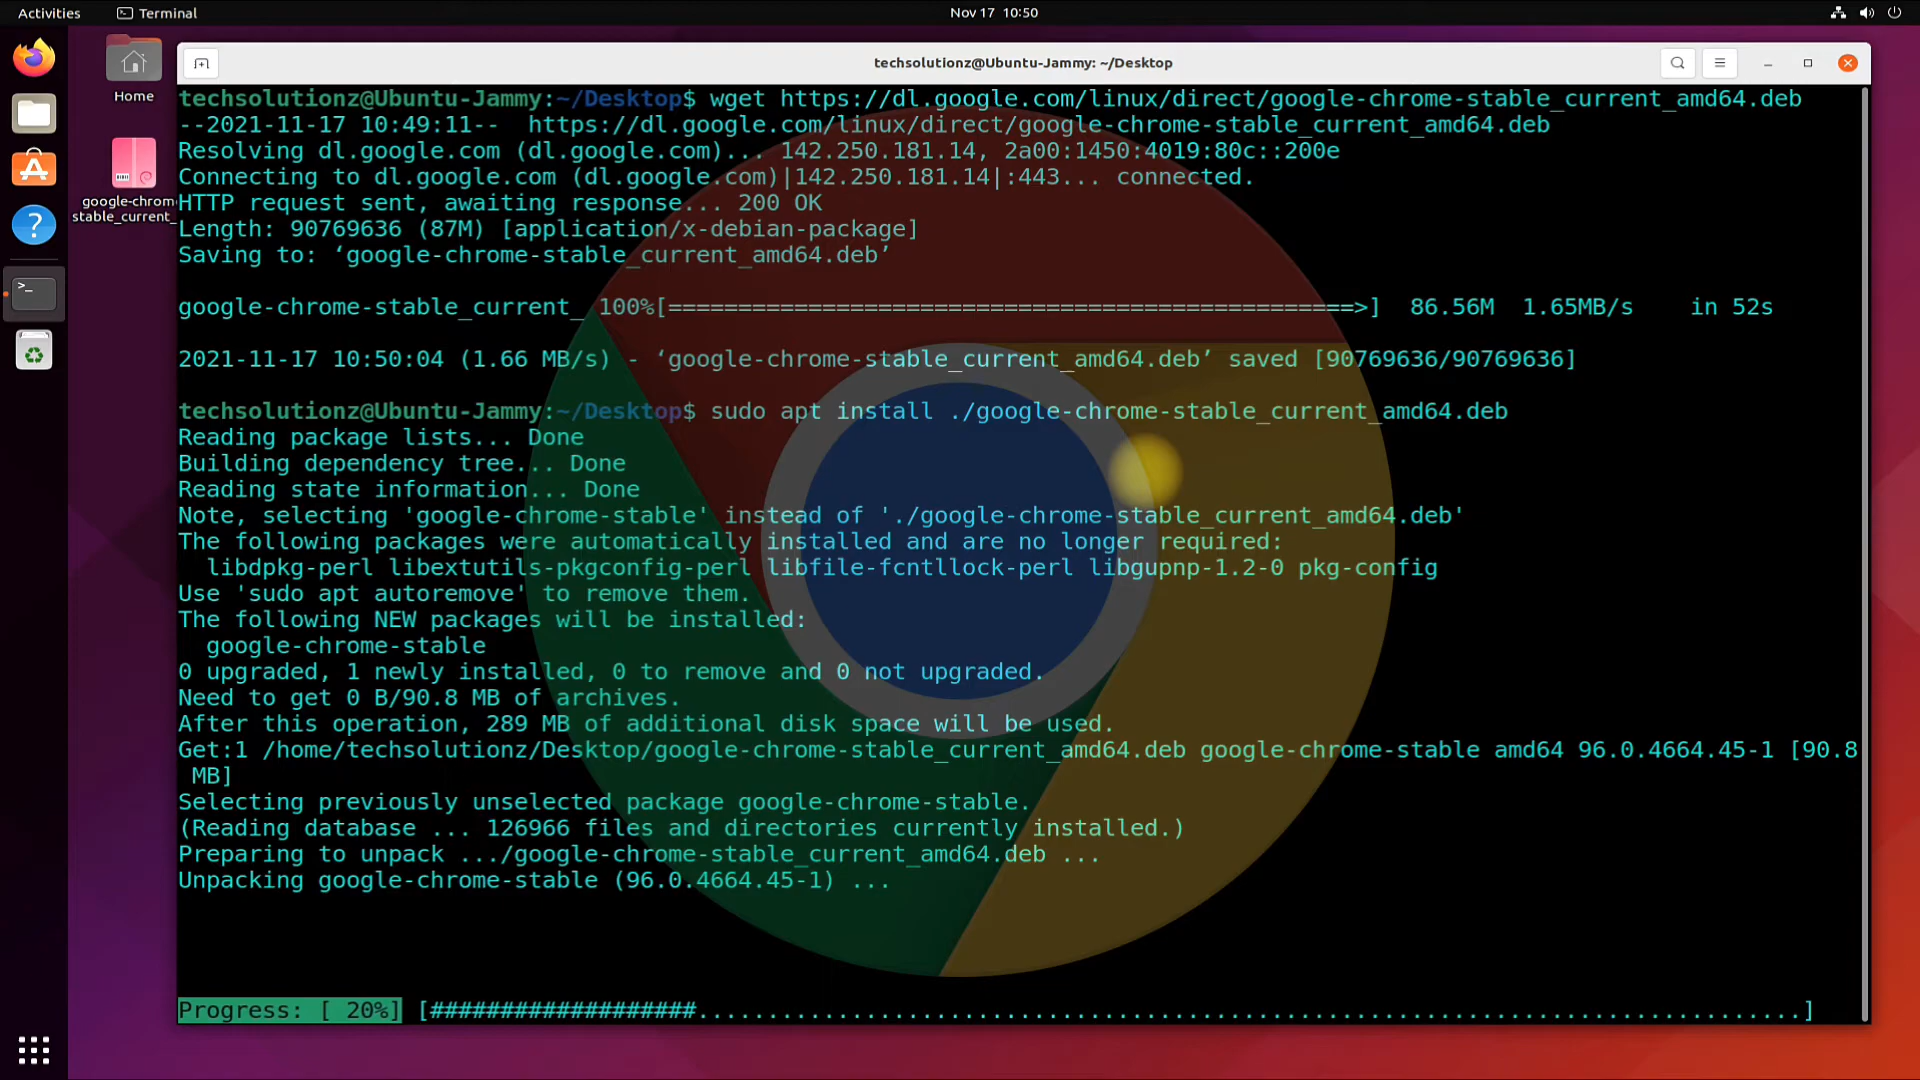 Activities
Terminal
Nov 17 10:50
Home
google-chrome-
stable_current_
techsolutionz@Ubuntu-Jammy: ~/Desktop
techsolutionz@Ubuntu-Jammy:~/Desktop$ wget https://dl.google.com/linux/direct/google-chrome-stable_current_amd64.deb
--2021-11-17 10:49:11-- https://dl.google.com/linux/direct/google-chrome-stable_current_amd64.deb
Resolving dl.google.com (dl.google.com)... 142.250.181.14, 2a00:1450:4019:80c::200e
Connecting to dl.google.com (dl.google.com)|142.250.181.14|:443... connected.
HTTP request sent, awaiting response... 200 OK
Length: 90769636 (87M) [application/x-debian-package]
Saving to: ‘google-chrome-stable_current_amd64.deb’
google-chrome-stable_current_ 100%[=================================================>] 86.56M 1.65MB/s in 52s
2021-11-17 10:50:04 (1.66 MB/s) - ‘google-chrome-stable_current_amd64.deb’ saved [90769636/90769636]
techsolutionz@Ubuntu-Jammy:~/Desktop$ sudo apt install ./google-chrome-stable_current_amd64.deb
Reading package lists... Done
Building dependency tree... Done
Reading state information... Done
Note, selecting 'google-chrome-stable' instead of './google-chrome-stable_current_amd64.deb'
The following packages were automatically installed and are no longer required:
libdpkg-perl libextutils-pkgconfig-perl libfile-fcntllock-perl libgupnp-1.2-0 pkg-config
Use 'sudo apt autoremove' to remove them.
The following NEW packages will be installed:
google-chrome-stable
0 upgraded, 1 newly installed, 0 to remove and 0 not upgraded.
Need to get 0 B/90.8 MB of archives.
After this operation, 289 MB of additional disk space will be used.
Get:1 /home/techsolutionz/Desktop/google-chrome-stable_current_amd64.deb google-chrome-stable amd64 96.0.4664.45-1 [90.8
MB]
Selecting previously unselected package google-chrome-stable.
(Reading database ... 126966 files and directories currently installed.)
Preparing to unpack .../google-chrome-stable_current_amd64.deb ...
Unpacking google-chrome-stable (96.0.4664.45-1) ...
Progress: [ 20%] [###################...............................................................................]